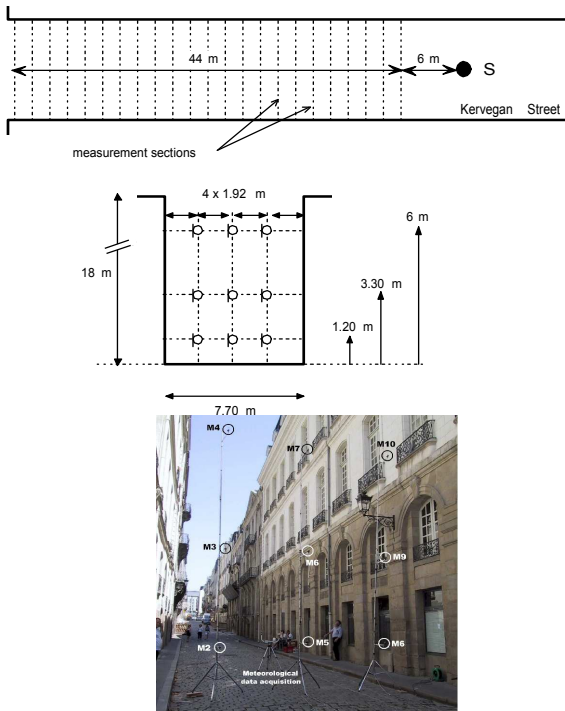 44 m
6 m
S
Kervegan Street
measurement sections
4 x 1.92 m
6 m
18 m
3.30 m
1.20 m
7.70 m
M4
M7
M10
M3
M6
M9
M2
M5
M6
Meteorological
data acquisition